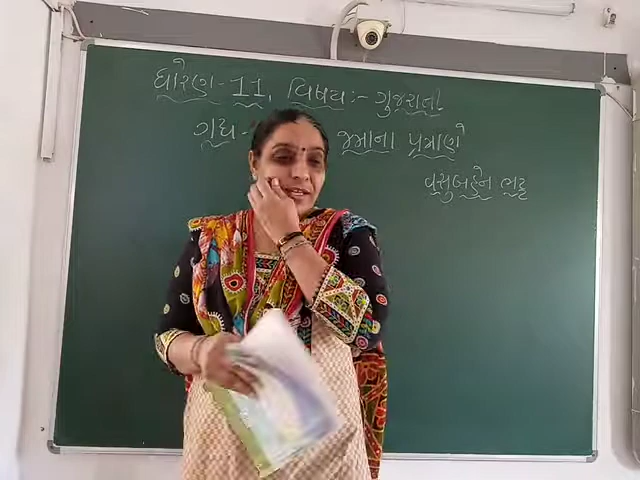 ધોરણ - 11, વિષય :- ગુજરાતી
ગદ્ય - જમાના પ્રમાણે
વસુબહેન ભટ્ટ